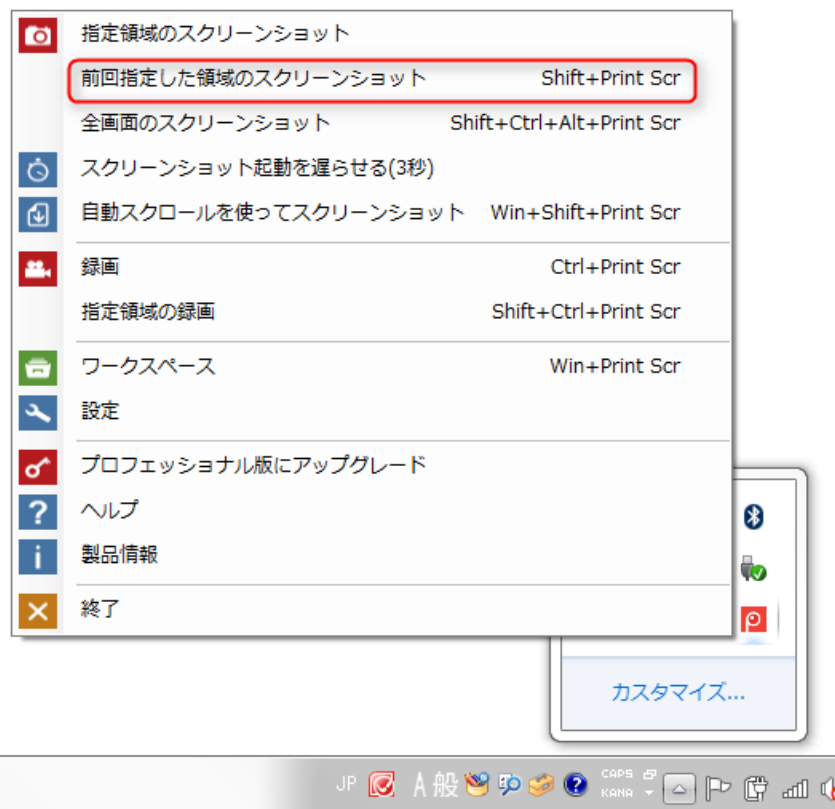 指定領域のスクリーンショット
前回指定した領域のスクリーンショット Shift+Print Scr
全画面のスクリーンショット Shift+Ctrl+Alt+Print Scr
スクリーンショット起動を遅らせる(3秒)
自動スクロールを使ってスクリーンショット Win+Shift+Print Scr
録画 Ctrl+Print Scr
指定領域の録画 Shift+Ctrl+Print Scr
ワークスペース Win+Print Scr
設定
プロフェッショナル版にアップグレード
ヘルプ
製品情報
終了
カスタマイズ...
JP A 般 CAPS KANA